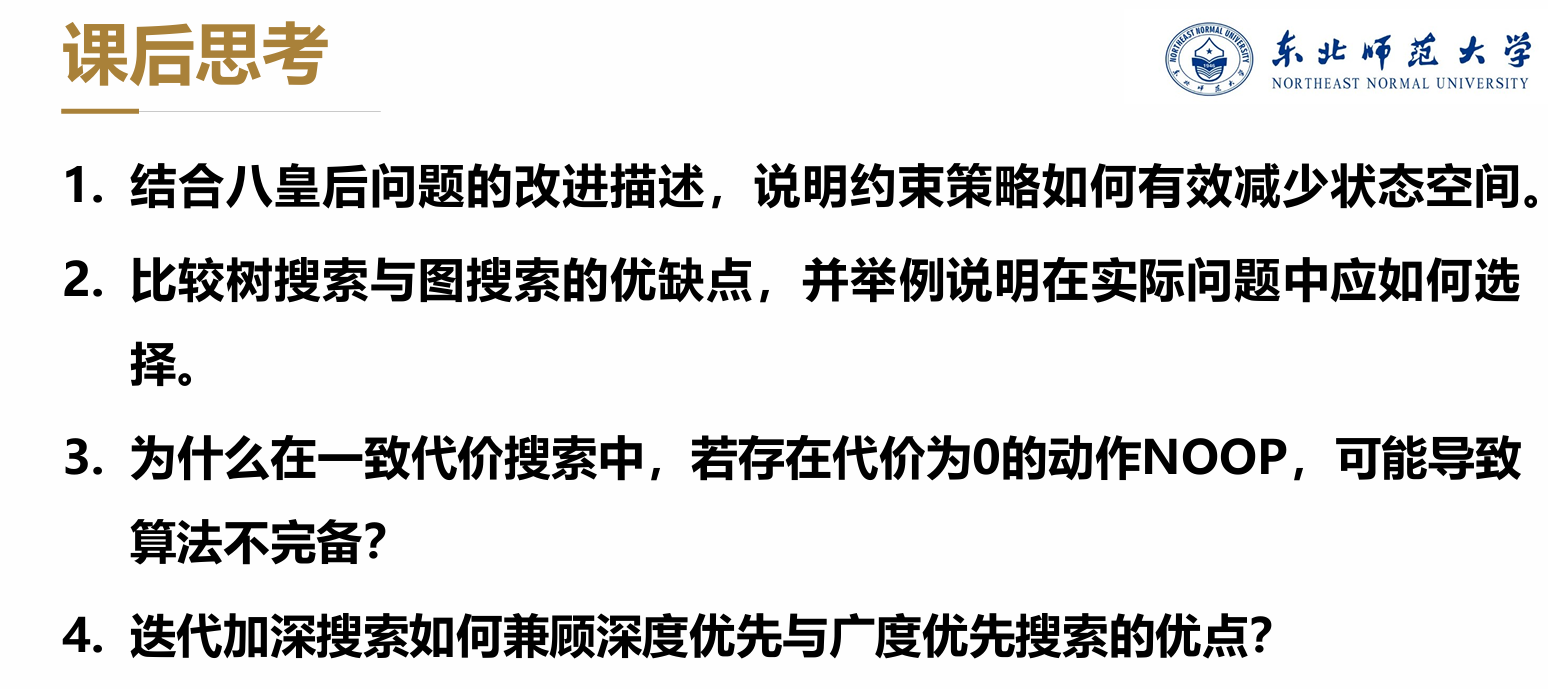 课后思考
NORTHEAST NORMAL UNIVERSITY
1946
东北师范大学
东北师范大学
NORTHEAST NORMAL UNIVERSITY
1. 结合八皇后问题的改进描述，说明约束策略如何有效减少状态空间。
2. 比较树搜索与图搜索的优缺点，并举例说明在实际问题中应如何选
择。
3. 为什么在一致代价搜索中，若存在代价为0的动作NOOP，可能导致
算法不完备？
4. 迭代加深搜索如何兼顾深度优先与广度优先搜索的优点？